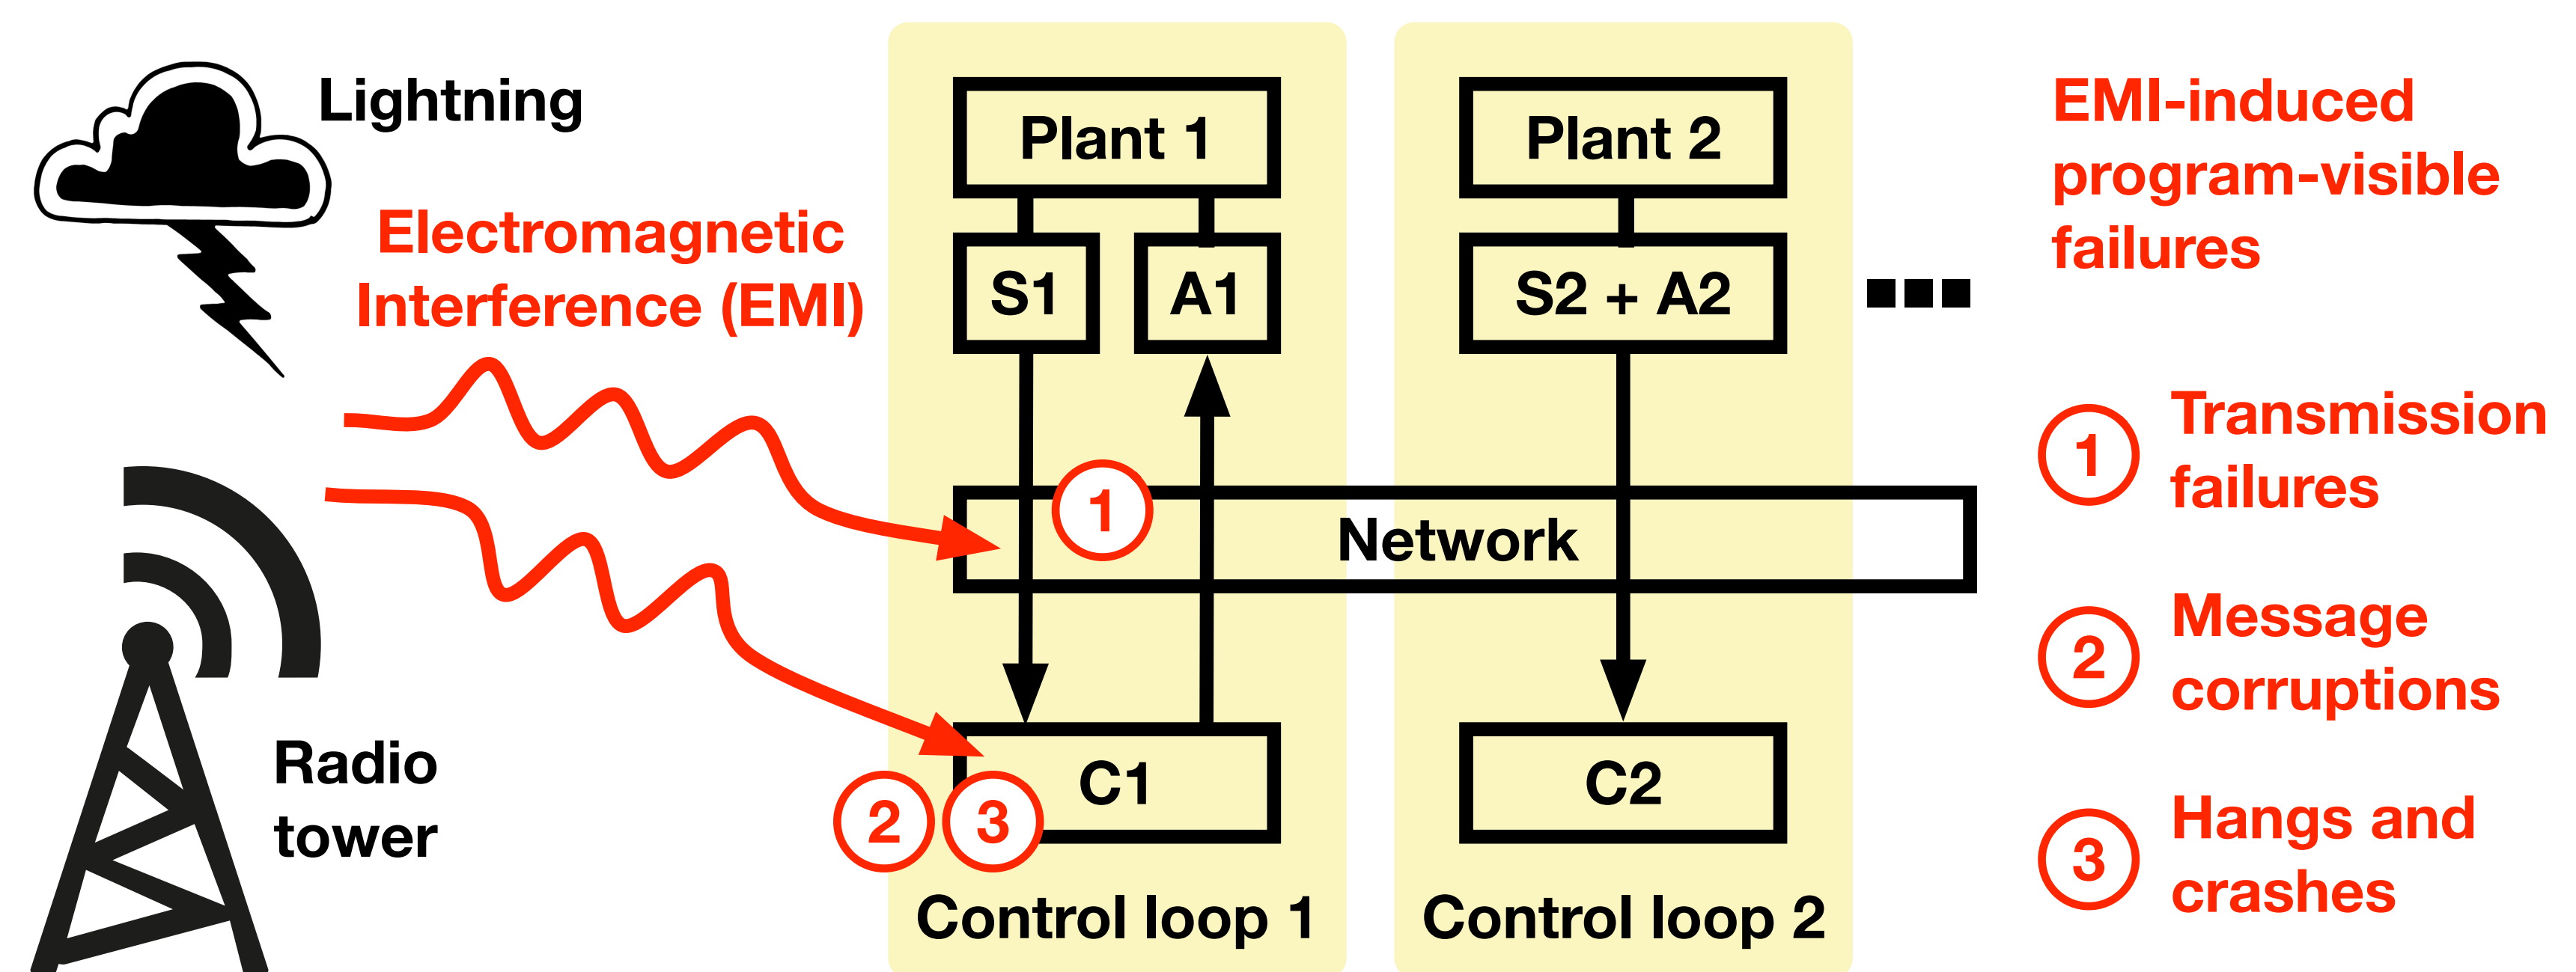 Lightning
Electromagnetic
Interference (EMI)
Radio
tower
Plant 1
S1
A1
Plant 2
S2 + A2
1
Network
2
3
C1
C2
Control loop 1
Control loop 2
EMI-induced
program-visible
failures
1
Transmission
failures
2
Message
corruptions
3
Hangs and
crashes